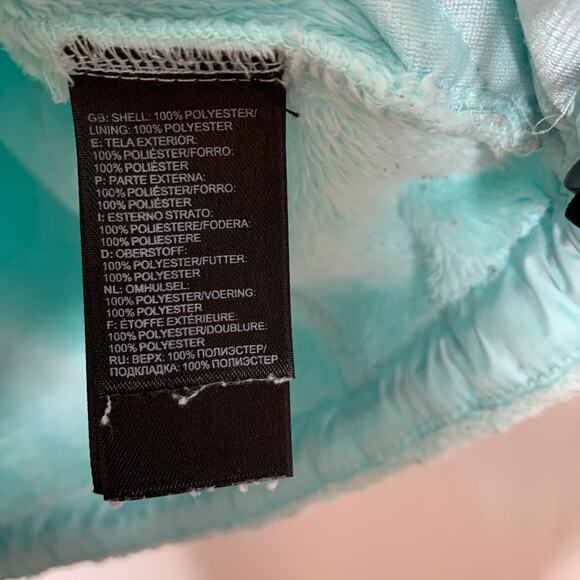 GB: SHELL: 100% POLYESTER/
LINING: 100% POLYESTER
E: TELA EXTERIOR:
100% POLIÉSTER/FORRO:
100% POLIÉSTER
P: PARTE EXTERNA:
100% POLIÉSTER/FORRO:
100% POLIÉSTER
I: ESTERNO STRATO:
100% POLIESTERE/FODERA:
100% POLIESTERE
D: OBERSTOFF:
100% POLYESTER/FUTTER:
100% POLYESTER
NL: OMHULSEL:
100% POLYESTER/VOERING:
100% POLYESTER
F: ÉTOFFE EXTÉRIEURE:
100% POLYESTER/DOUBLURE:
100% POLYESTER
RU: ВЕРХ: 100% ПОЛИЭСТЕР/
ПОДКЛАДКА: 100% ПОЛИЭСТЕР